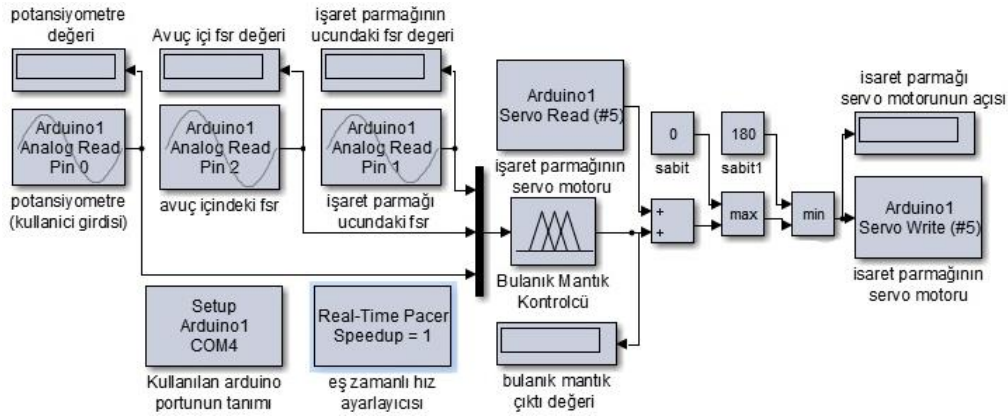 potansiyometre
değeri
Avuç içi fsr değeri
işaret parmağının
ucundaki fsr degeri
Arduino1
Analog Read
Pin 0
potansiyometre
(kullanici girdisi)
Arduino1
Analog Read
Pin 2
avuç içindeki fsr
Arduino1
Analog Read
Pin 1
işaret parmağı
ucundaki fsr
Arduino1
Servo Read (#5)
işaret parmağının
servo motoru
0
sabit
180
sabit1
isaret parmağı
servo motorunun açısı
+
+
max
min
Arduino1
Servo Write (#5)
isaret parmağının
servo motoru
Bulanık Mantık
Kontrolcü
Setup
Arduino1
COM4
Kullanılan arduino
portunun tanımı
Real-Time Pacer
Speedup = 1
eş zamanlı hız
ayarlayıcısı
bulanık mantık
çıktı değeri